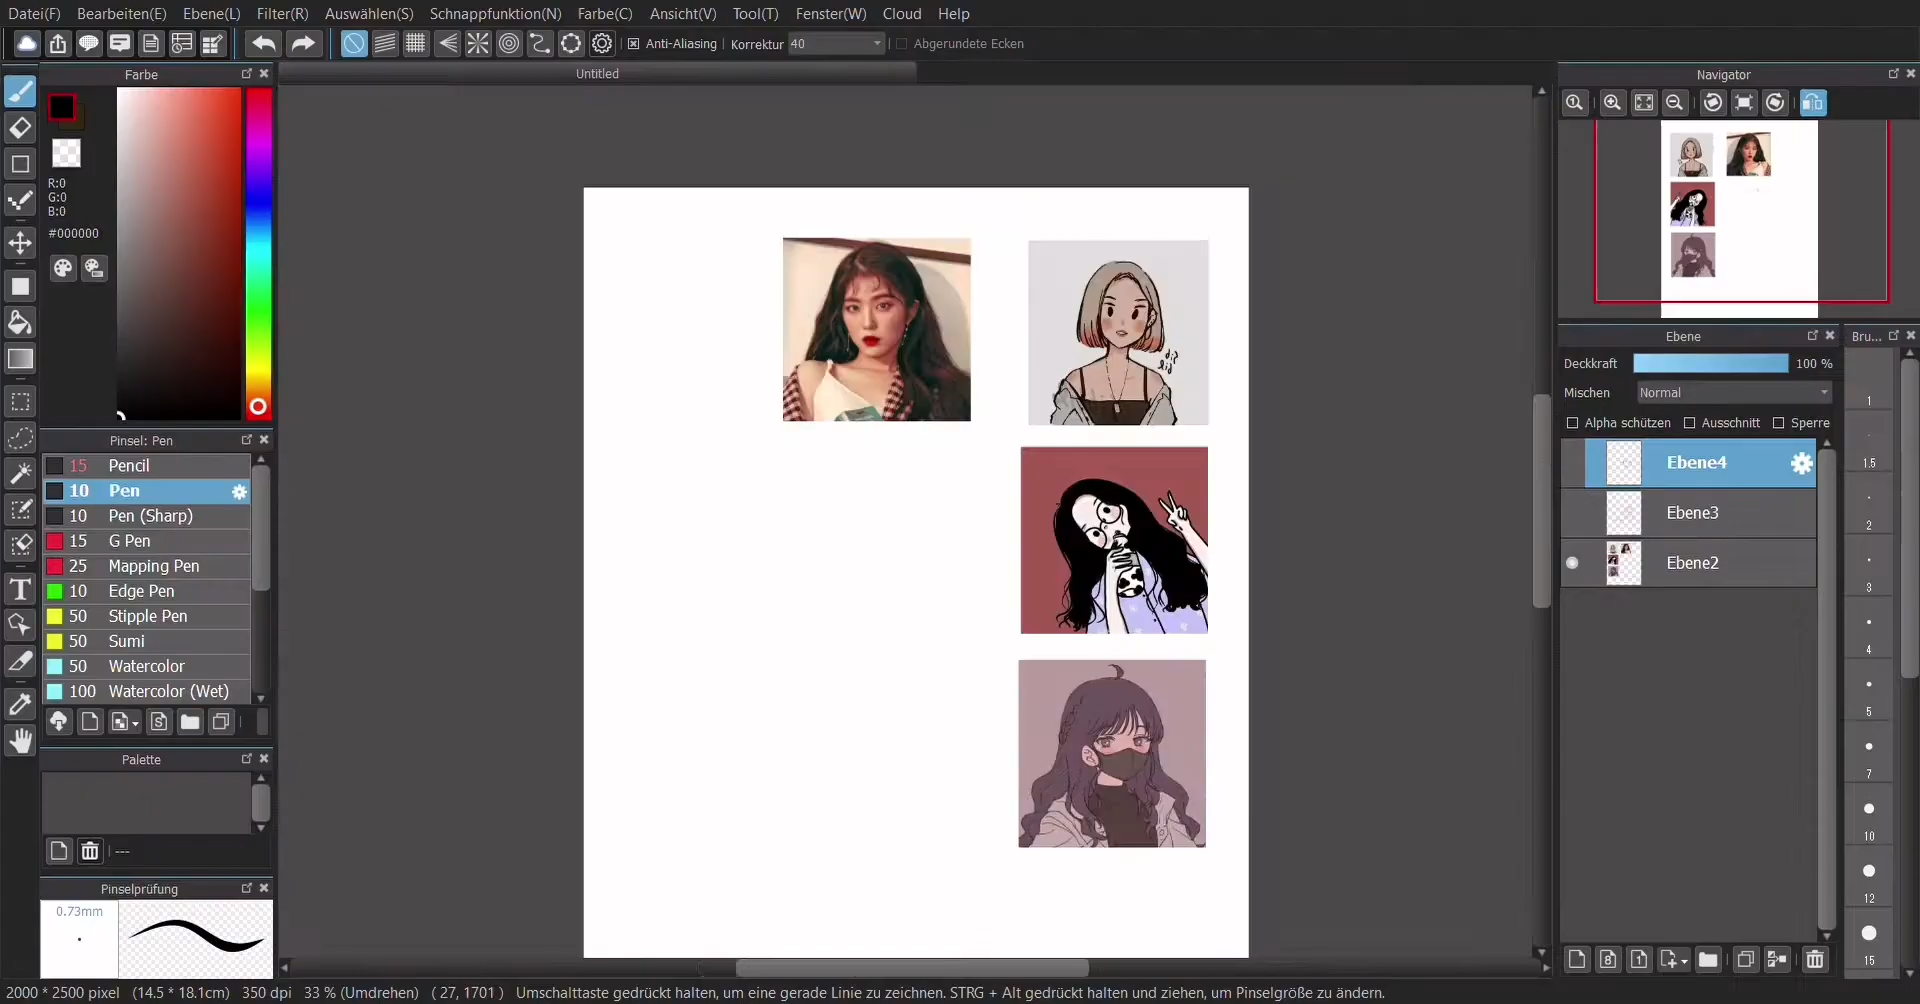 Datei(F) Bearbeiten(E) Ebene(L) Filter(R) Auswählen(S) Schnappfunktion(N) Farbe(C) Ansicht(V) Tool(T) Fenster(W) Cloud Help
Anti-Aliasing Korrektur 40 Abgerundete Ecken
Farbe
R:0
G:0
B:0
#000000
Pinsel: Pen
15 Pencil
10 Pen
10 Pen (Sharp)
15 G Pen
25 Mapping Pen
10 Edge Pen
50 Stipple Pen
50 Sumi
50 Watercolor
100 Watercolor (Wet)
Palette
---
Pinselprüfung
0.73mm
Untitled
Navigator
Ebene
Deckkraft 100 %
Mischen Normal
Alpha schützen Ausschnitt Sperre
Ebene4
Ebene3
Ebene2
Bru...
1
1.5
2
3
4
5
7
10
12
15
2000 * 2500 pixel (14.5 * 18.1cm) 350 dpi 33 % (Umdrehen) ( 27, 1701 ) Umschalttaste gedrückt halten, um eine gerade Linie zu zeichnen. STRG + Alt gedrückt halten und ziehen, um Pinselgröße zu ändern.